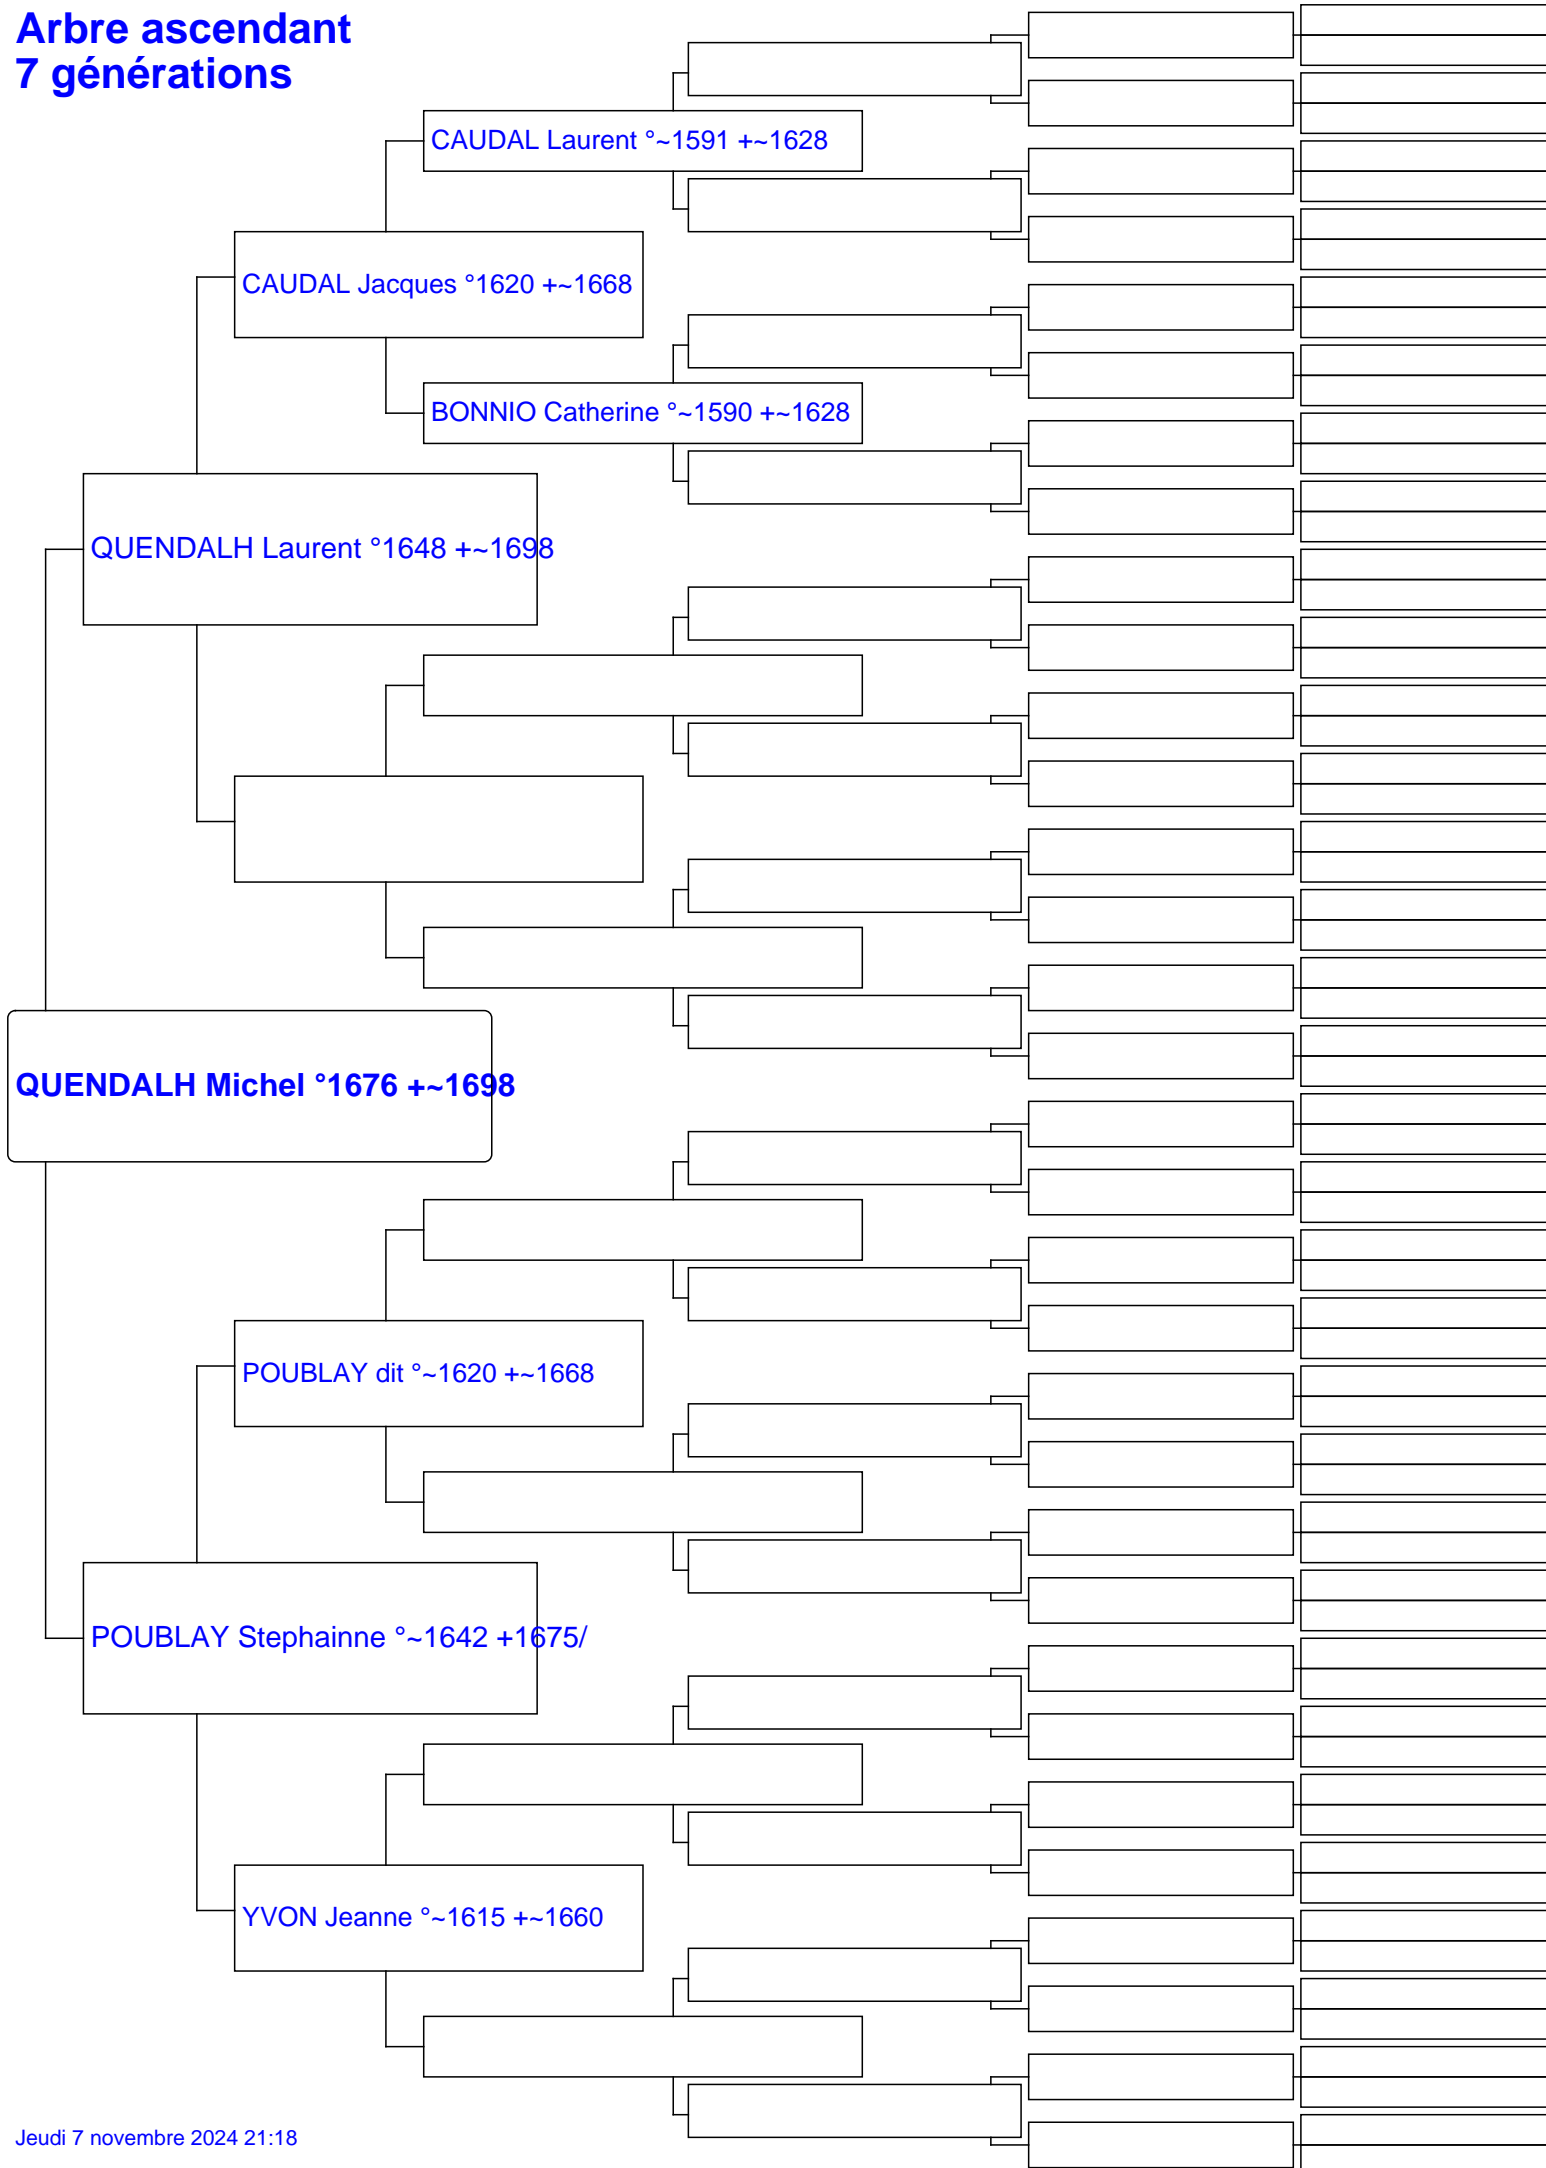 Arbre ascendant
7 générations
CAUDAL Laurent °~1591 +~1628
CAUDAL Jacques °1620 +~1668
BONNIO Catherine °~1590 +~1628
QUENDALH Laurent °1648 +~1698
QUENDALH Michel °1676 +~1698
POUBLAY dit °~1620 +~1668
POUBLAY Stephainne °~1642 +1675/
YVON Jeanne °~1615 +~1660
Jeudi 7 novembre 2024 21:18